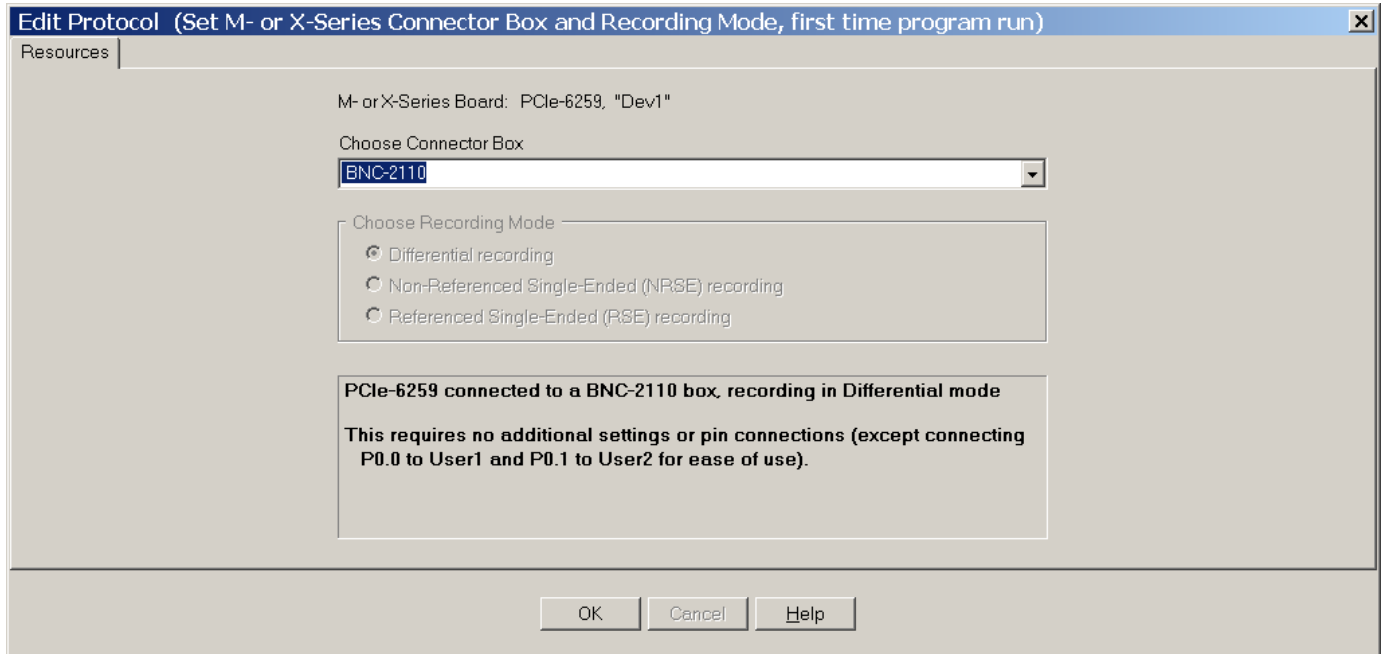 Edit Protocol (Set M- or X-Series Connector Box and Recording Mode, first time program run)
Resources
M- or X-Series Board: PCIe-6259, "Dev1"
Choose Connector Box
BNC-2110
Choose Recording Mode
Differential recording
Non-Referenced Single-Ended (NRSE) recording
Referenced Single-Ended (RSE) recording
PCIe-6259 connected to a BNC-2110 box, recording in Differential mode
This requires no additional settings or pin connections (except connecting
P0.0 to User1 and P0.1 to User2 for ease of use).
OK Cancel Help